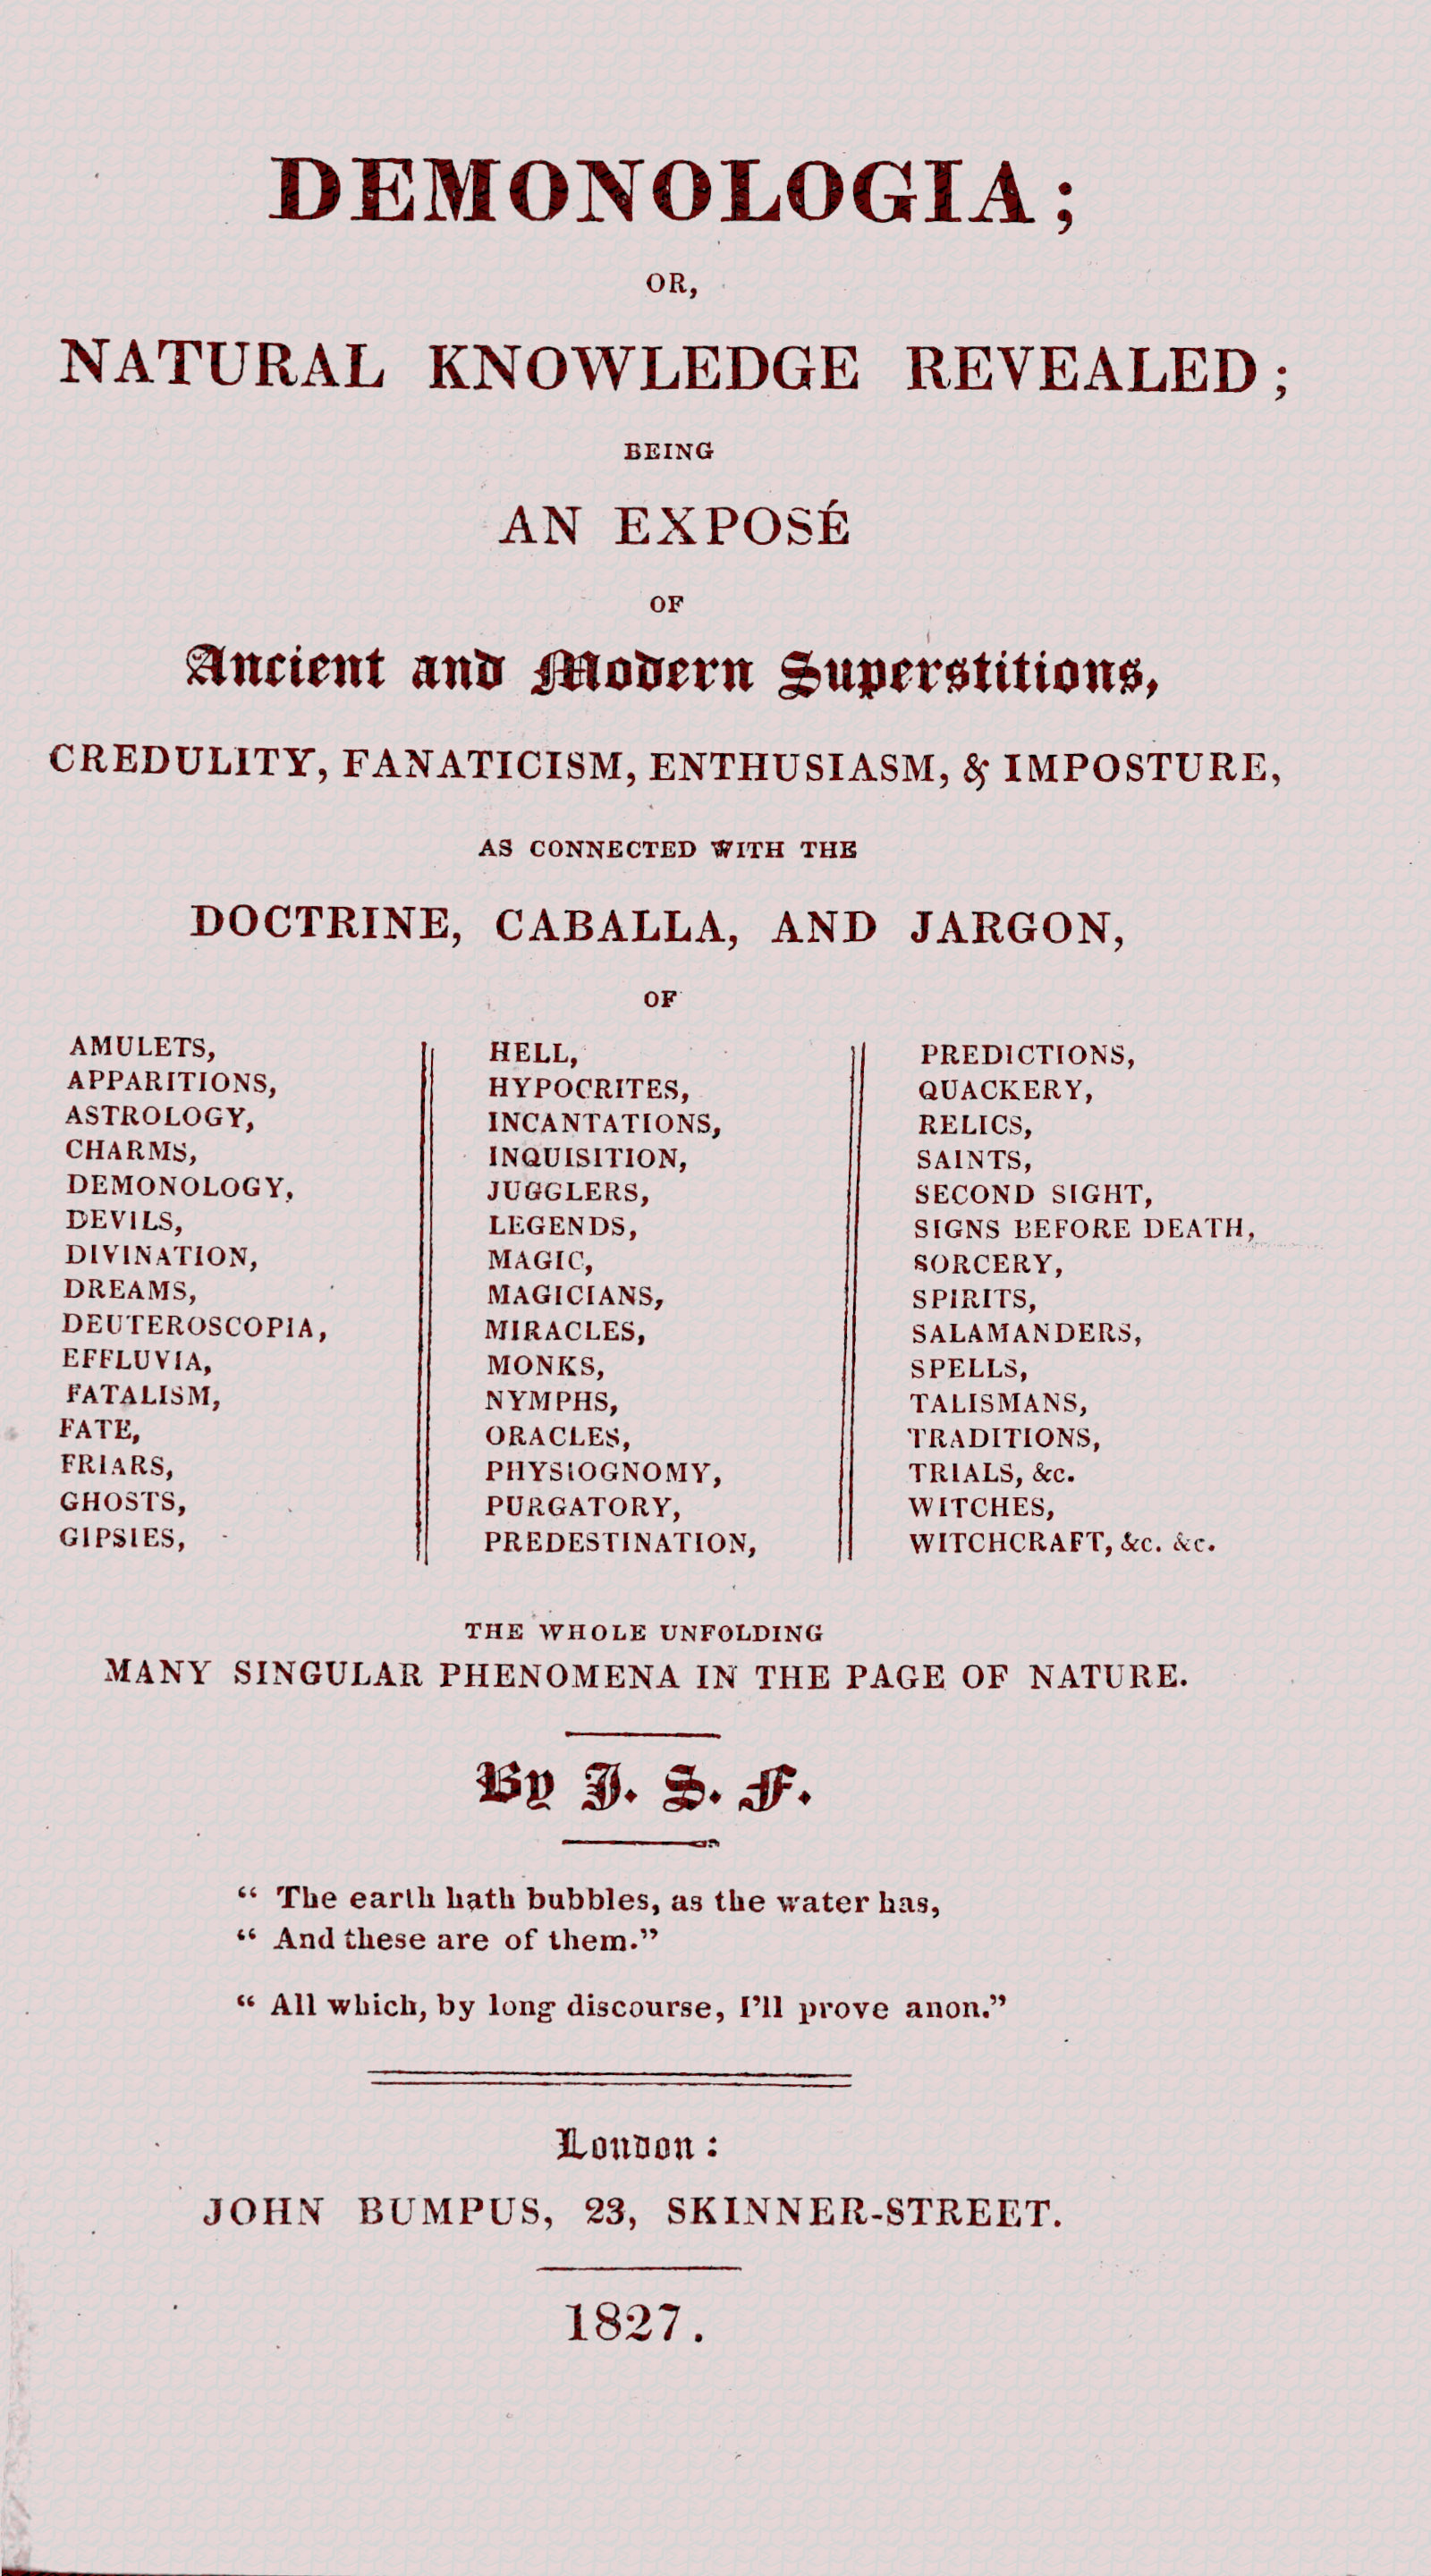 DEMONOLOGIA;
OR,
NATURAL KNOWLEDGE REVEALED;
BEING
AN EXPOSÉ
OF
Ancient and Modern Superstitions,
CREDULITY, FANATICISM, ENTHUSIASM, & IMPOSTURE,
AS CONNECTED WITH THE
DOCTRINE, CABALLA, AND JARGON,
OF
AMULETS,
APPARITIONS,
ASTROLOGY,
CHARMS,
DEMONOLOGY,
DEVILS,
DIVINATION,
DREAMS,
DEUTEROSCOPIA,
EFFLUVIA,
FATALISM,
FATE,
FRIARS,
GHOSTS,
GIPSIES,
HELL,
HYPOCRITES,
INCANTATIONS,
INQUISITION,
JUGGLERS,
LEGENDS,
MAGIC,
MAGICIANS,
MIRACLES,
MONKS,
NYMPHS,
ORACLES,
PHYSIOGNOMY,
PURGATORY,
PREDESTINATION,
PREDICTIONS,
QUACKERY,
RELICS,
SAINTS,
SECOND SIGHT,
SIGNS BEFORE DEATH,
SORCERY,
SPIRITS,
SALAMANDERS,
SPELLS,
TALISMANS,
TRADITIONS,
TRIALS, &c.
WITCHES,
WITCHCRAFT, &c. &c.
THE WHOLE UNFOLDING
MANY SINGULAR PHENOMENA IN THE PAGE OF NATURE.
By J. S. F.
“ The earth hath bubbles, as the water has,
“ And these are of them.”
“ All which, by long discourse, I’ll prove anon.”
London:
JOHN BUMPUS, 23, SKINNER-STREET.
1827.